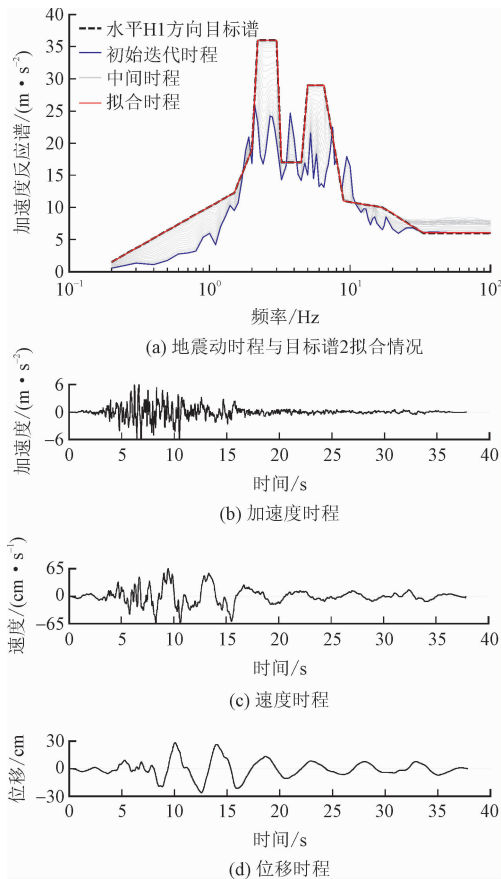 40
35
30
25
20
15
10
5
0
加速度反应谱/(m·s⁻²)
水平H1方向目标谱
初始迭代时程
中间时程
拟合时程
10⁻¹ 10⁰ 10¹ 10²
频率/Hz
(a) 地震动时程与目标谱2拟合情况
6
0
−6
加速度/(m·s⁻²)
0 5 10 15 20 25 30 35 40
时间/s
(b) 加速度时程
65
0
−65
速度/(cm·s⁻¹)
0 5 10 15 20 25 30 35 40
时间/s
(c) 速度时程
30
0
−30
位移/cm
0 5 10 15 20 25 30 35 40
时间/s
(d) 位移时程